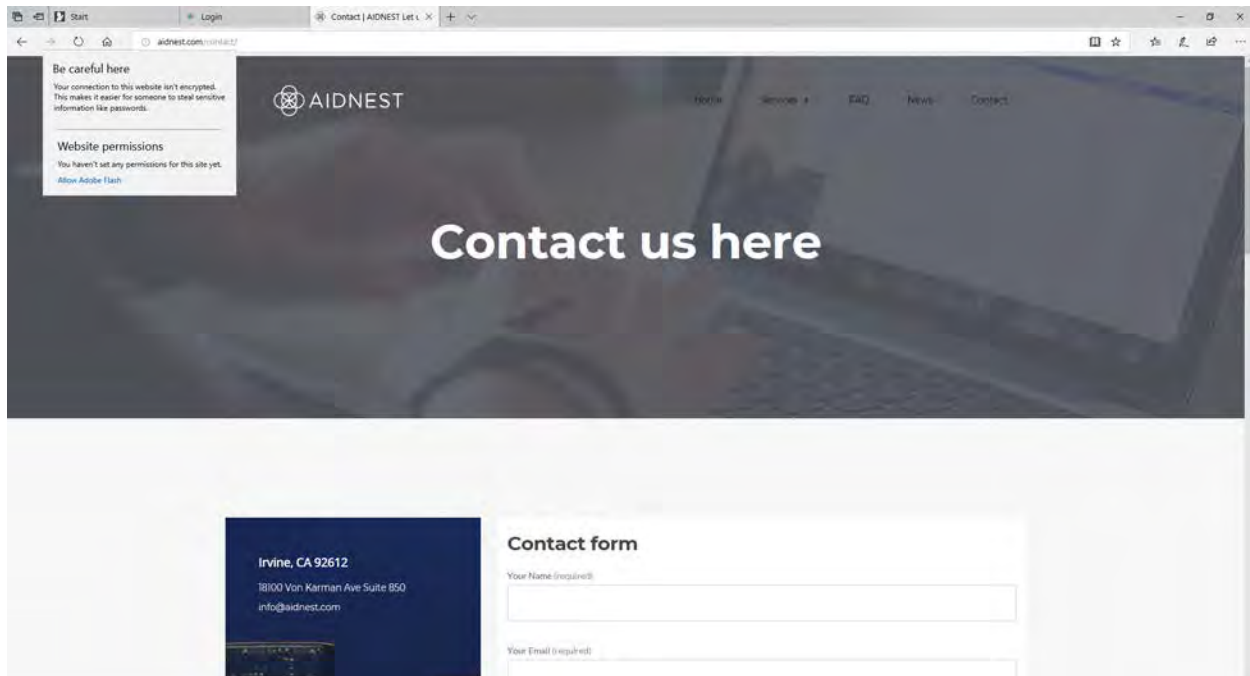 Start
Login
Contact | AIDNEST Let
aidnest.com/contact/
Be careful here
Your connection to this website isn't encrypted.
This makes it easier for someone to steal sensitive
information like passwords.
Website permissions
You haven't set any permissions for this site yet.
Allow Adobe Flash
AIDNEST
Home Services FAQ News Contact
Contact us here
Irvine, CA 92612
18100 Von Karman Ave Suite 850
info@aidnest.com
Contact form
Your Name (required)
Your Email (required)